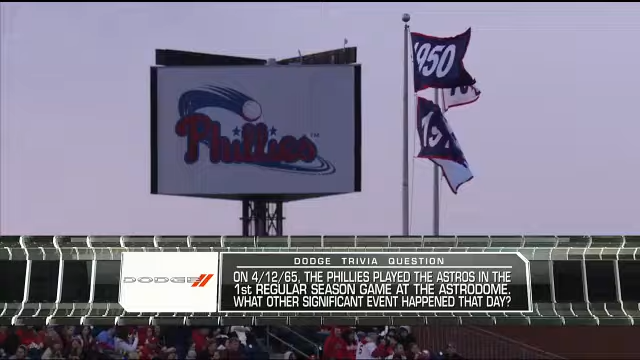 1950
Phillies
DODGE TRIVIA QUESTION
DODGE
ON 4/12/65, THE PHILLIES PLAYED THE ASTROS IN THE
1st REGULAR SEASON GAME AT THE ASTRODOME.
WHAT OTHER SIGNIFICANT EVENT HAPPENED THAT DAY?